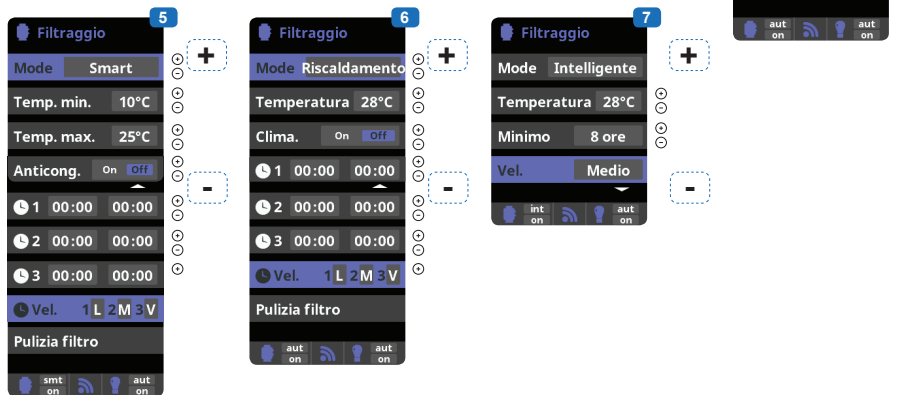 5
Filtraggio
Mode Smart
Temp. min. 10°C
Temp. max. 25°C
Anticong. On Off
1 00:00 00:00
2 00:00 00:00
3 00:00 00:00
Vel. 1 L 2 M 3 V
Pulizia filtro
smt on aut on
+
-
6
Filtraggio
Mode Riscaldamento
Temperatura 28°C
Clima. On Off
1 00:00 00:00
2 00:00 00:00
3 00:00 00:00
Vel. 1 L 2 M 3 V
Pulizia filtro
aut on aut on
+
-
7
Filtraggio
Mode Intelligente
Temperatura 28°C
Minimo 8 ore
Vel. Medio
int on aut on
+
-
aut on aut on